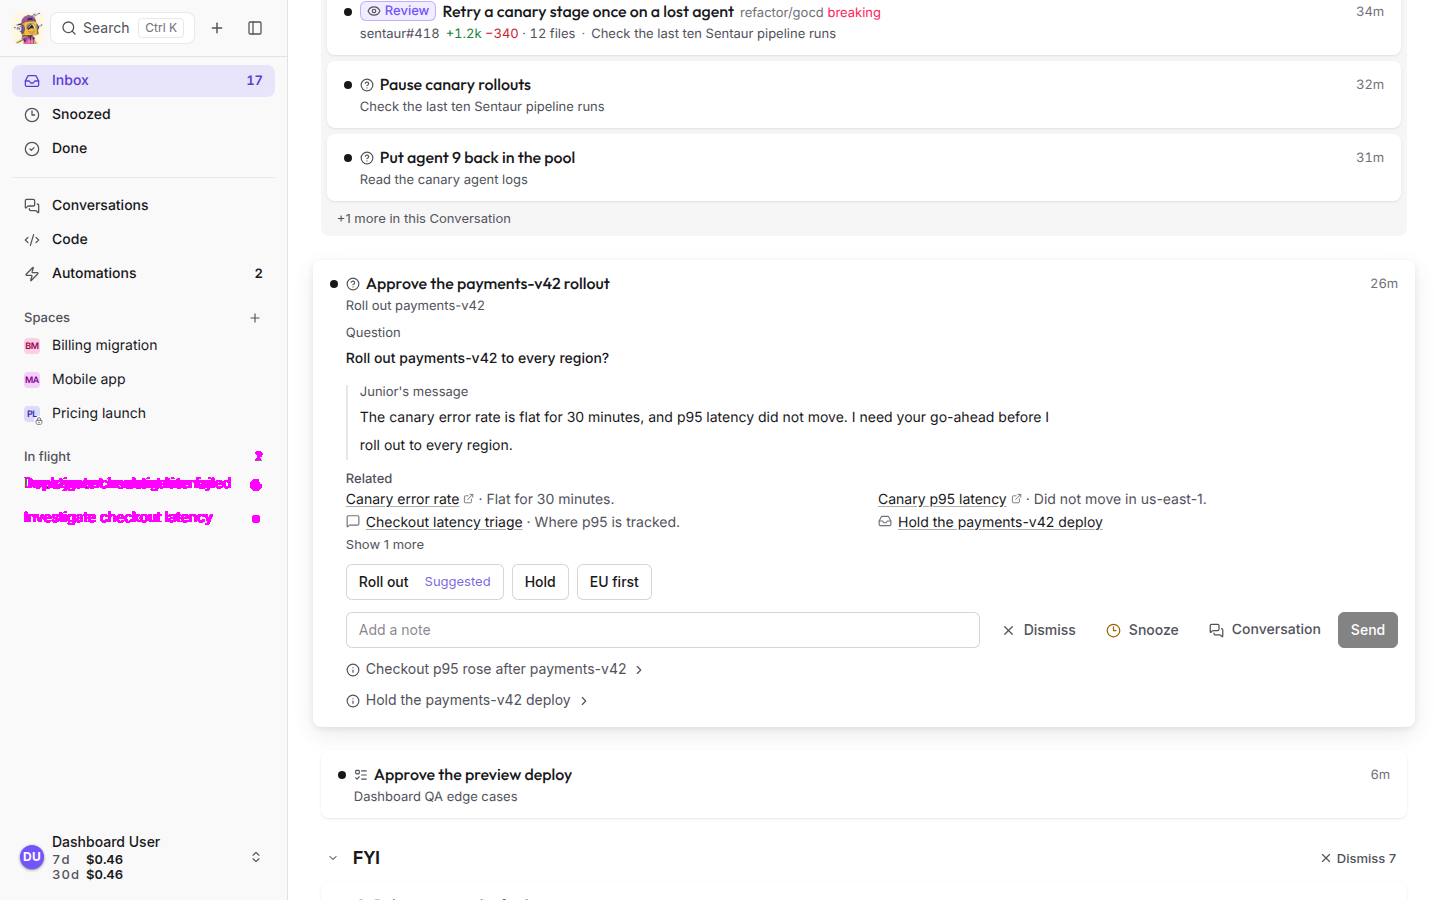 Search Ctrl K
Inbox 17
Snoozed
Done
Conversations
Code
Automations 2
Spaces
BM Billing migration
MA Mobile app
PL Pricing launch
In flight
Investigate checkout latency
DU Dashboard User
7d $0.46
30d $0.46
Review Retry a canary stage once on a lost agent refactor/gocd breaking 34m
sentaur#418 +1.2k −340 · 12 files · Check the last ten Sentaur pipeline runs
Pause canary rollouts 32m
Check the last ten Sentaur pipeline runs
Put agent 9 back in the pool 31m
Read the canary agent logs
+1 more in this Conversation
Approve the payments-v42 rollout 26m
Roll out payments-v42
Question
Roll out payments-v42 to every region?
Junior's message
The canary error rate is flat for 30 minutes, and p95 latency did not move. I need your go-ahead before I
roll out to every region.
Related
Canary error rate · Flat for 30 minutes.
Canary p95 latency · Did not move in us-east-1.
Checkout latency triage · Where p95 is tracked.
Hold the payments-v42 deploy
Show 1 more
Roll out Suggested Hold EU first
Add a note Dismiss Snooze Conversation Send
Checkout p95 rose after payments-v42
Hold the payments-v42 deploy
Approve the preview deploy 6m
Dashboard QA edge cases
FYI Dismiss 7